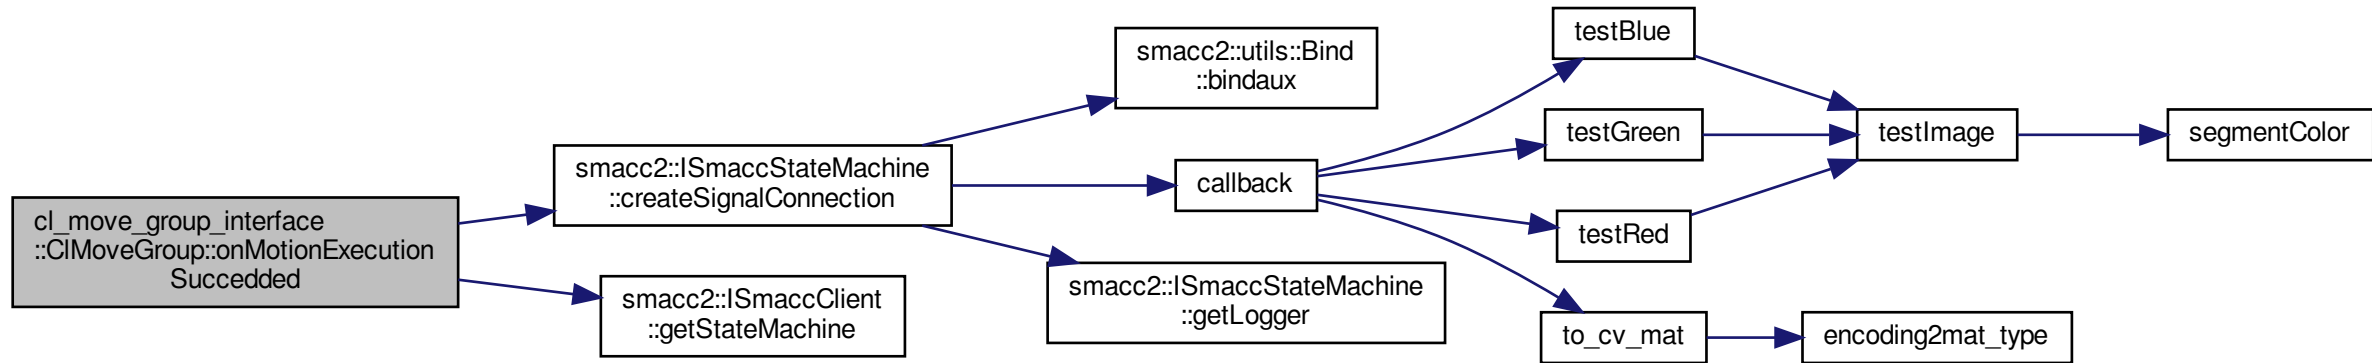 cl_move_group_interface
::ClMoveGroup::onMotionExecution
Succedded
smacc2::ISmaccStateMachine
::createSignalConnection
smacc2::ISmaccClient
::getStateMachine
smacc2::utils::Bind
::bindaux
callback
smacc2::ISmaccStateMachine
::getLogger
testBlue
testGreen
testRed
to_cv_mat
testImage
encoding2mat_type
segmentColor